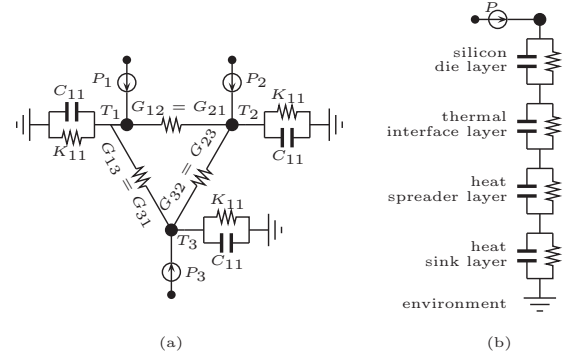 P
silicon
die layer
thermal
interface layer
heat
spreader layer
heat
sink layer
environment
P1
P2
C11
K11
T1
G12 = G21
T2
K11
C11
G13 = G31
G32 = G23
K11
T3
C11
P3
(a)
(b)